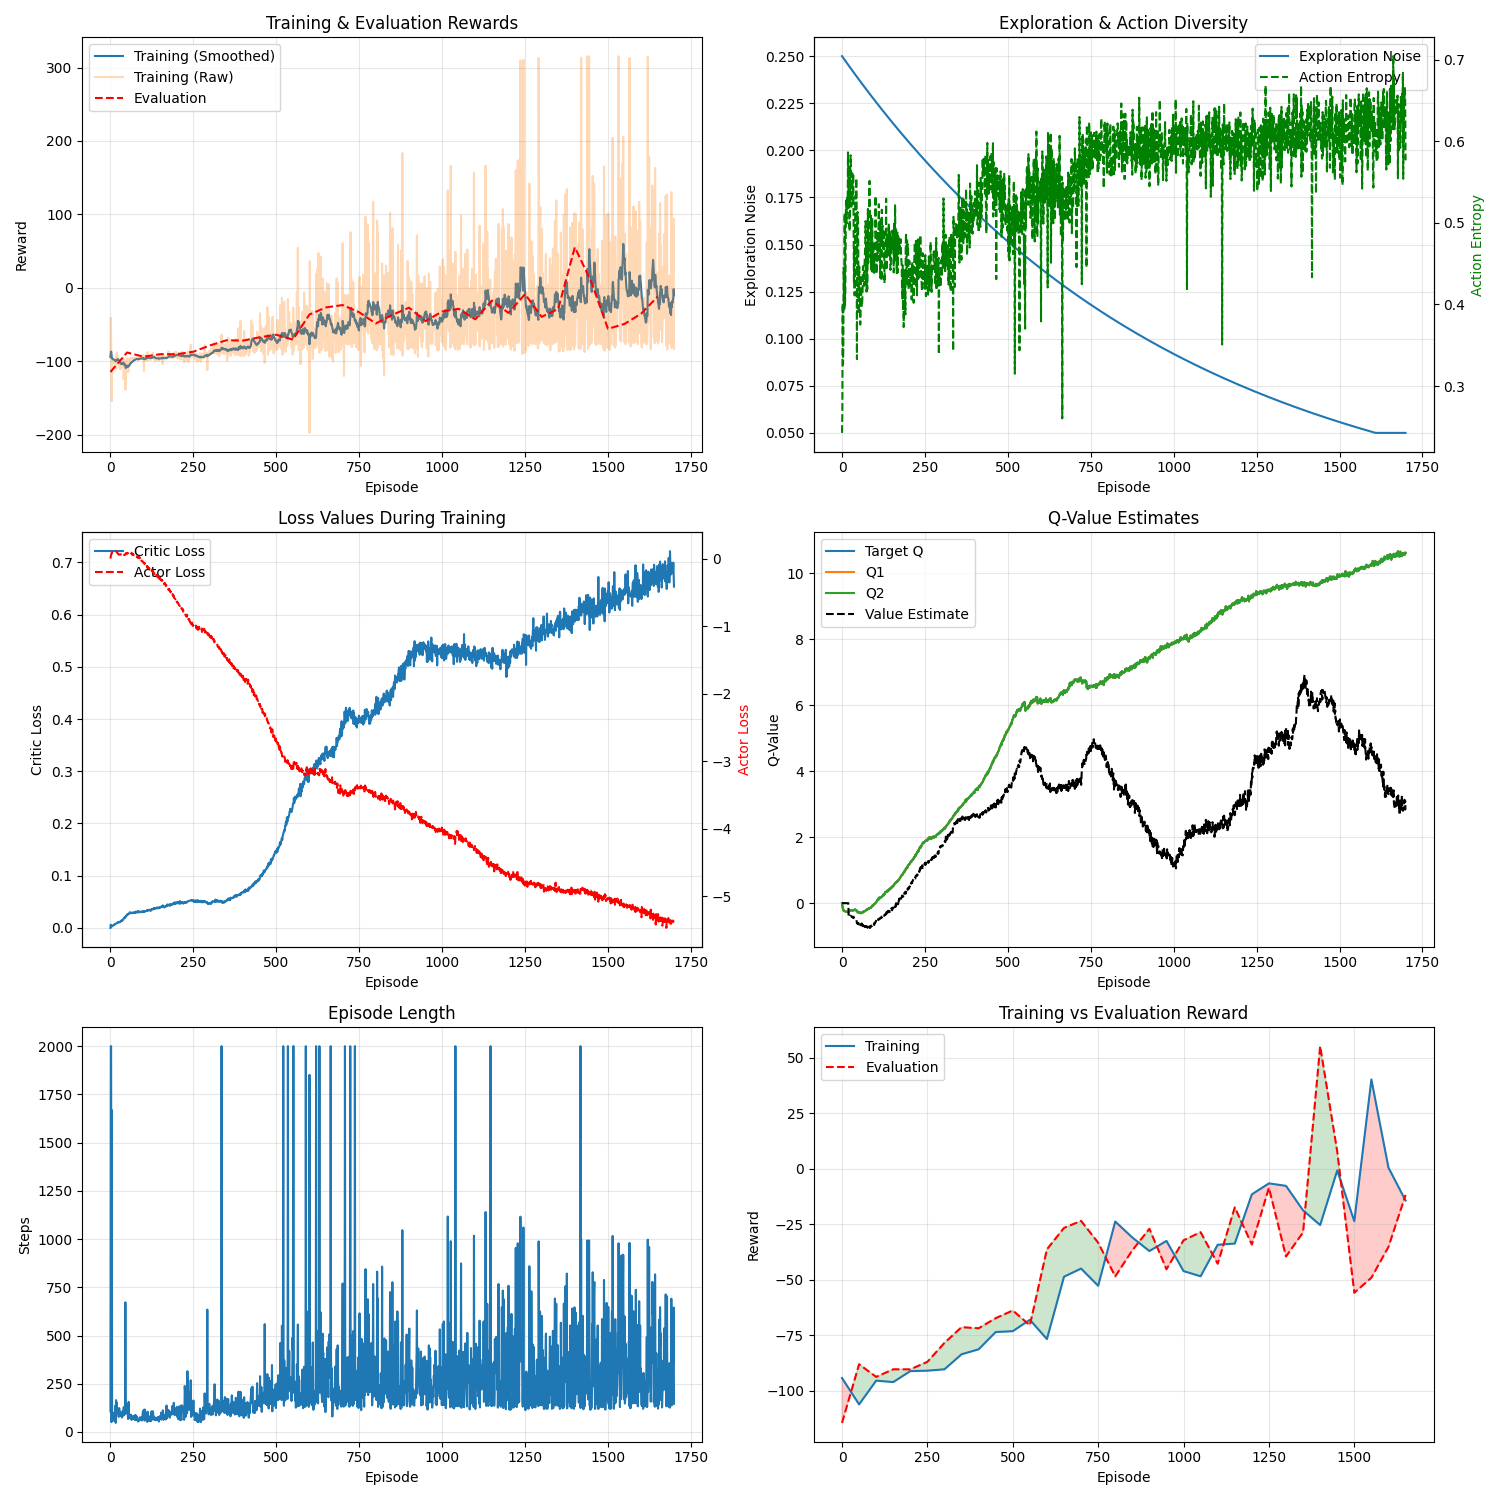 Training & Evaluation Rewards
Training (Smoothed)
Training (Raw)
Evaluation
Reward
300
200
100
0
−100
−200
0 250 500 750 1000 1250 1500 1750
Episode
Exploration & Action Diversity
Exploration Noise
Action Entropy
Exploration Noise
0.250
0.225
0.200
0.175
0.150
0.125
0.100
0.075
0.050
0.7
0.6
0.5
0.4
0.3
Action Entropy
0 250 500 750 1000 1250 1500 1750
Episode
Loss Values During Training
Critic Loss
Actor Loss
Critic Loss
0.7
0.6
0.5
0.4
0.3
0.2
0.1
0.0
0
−1
−2
−3
−4
−5
Actor Loss
0 250 500 750 1000 1250 1500 1750
Episode
Q-Value Estimates
Target Q
Q1
Q2
Value Estimate
Q-Value
10
8
6
4
2
0
0 250 500 750 1000 1250 1500 1750
Episode
Episode Length
Steps
2000
1750
1500
1250
1000
750
500
250
0
0 250 500 750 1000 1250 1500 1750
Episode
Training vs Evaluation Reward
Training
Evaluation
Reward
50
25
0
−25
−50
−75
−100
0 250 500 750 1000 1250 1500
Episode